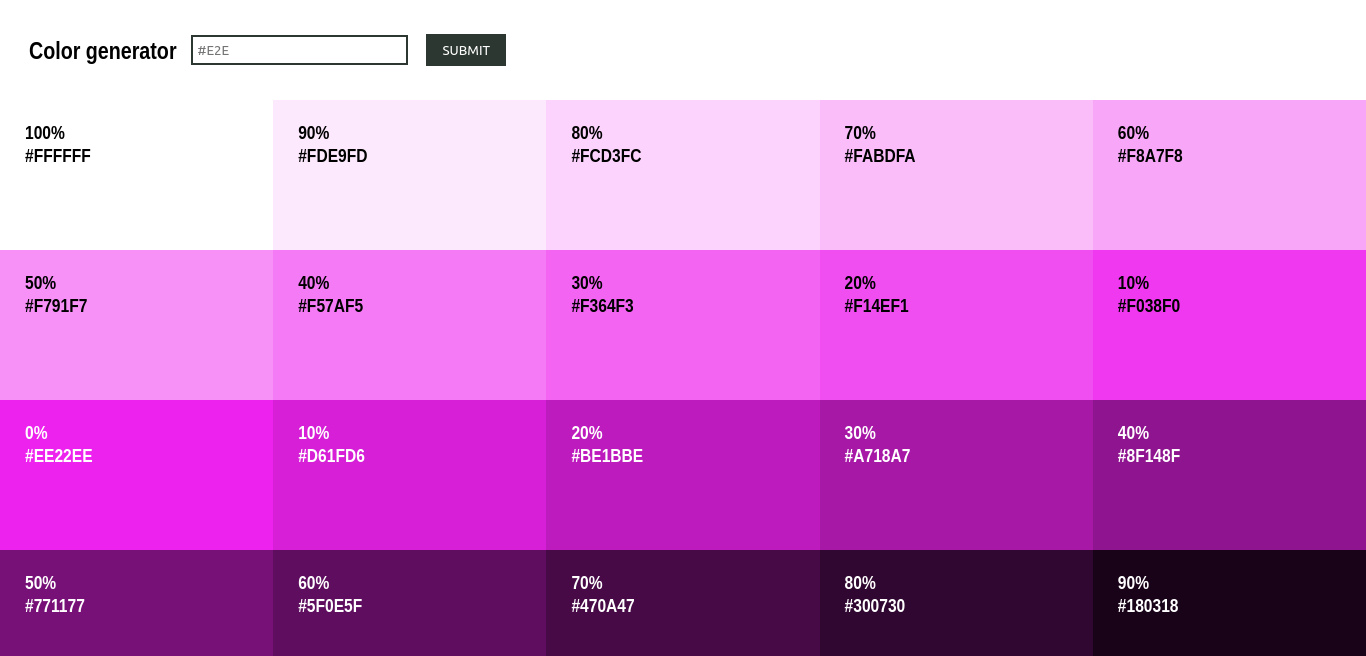 Color generator
#E2E
SUBMIT
100%
#FFFFFF
90%
#FDE9FD
80%
#FCD3FC
70%
#FABDFA
60%
#F8A7F8
50%
#F791F7
40%
#F57AF5
30%
#F364F3
20%
#F14EF1
10%
#F038F0
0%
#EE22EE
10%
#D61FD6
20%
#BE1BBE
30%
#A718A7
40%
#8F148F
50%
#771177
60%
#5F0E5F
70%
#470A47
80%
#300730
90%
#180318